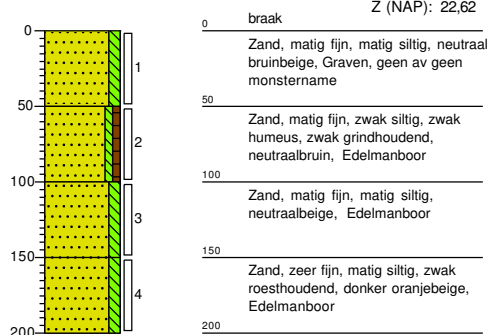 Z (NAP): 22,62
0
0
braak
Zand, matig fijn, matig siltig, neutraal
bruinbeige, Graven, geen av geen
monstername
1
50
50
Zand, matig fijn, zwak siltig, zwak
humeus, zwak grindhoudend,
neutraalbruin, Edelmanboor
2
100
100
Zand, matig fijn, matig siltig,
neutraalbeige, Edelmanboor
3
150
150
Zand, zeer fijn, matig siltig, zwak
roesthoudend, donker oranjebeige,
Edelmanboor
4
200
200